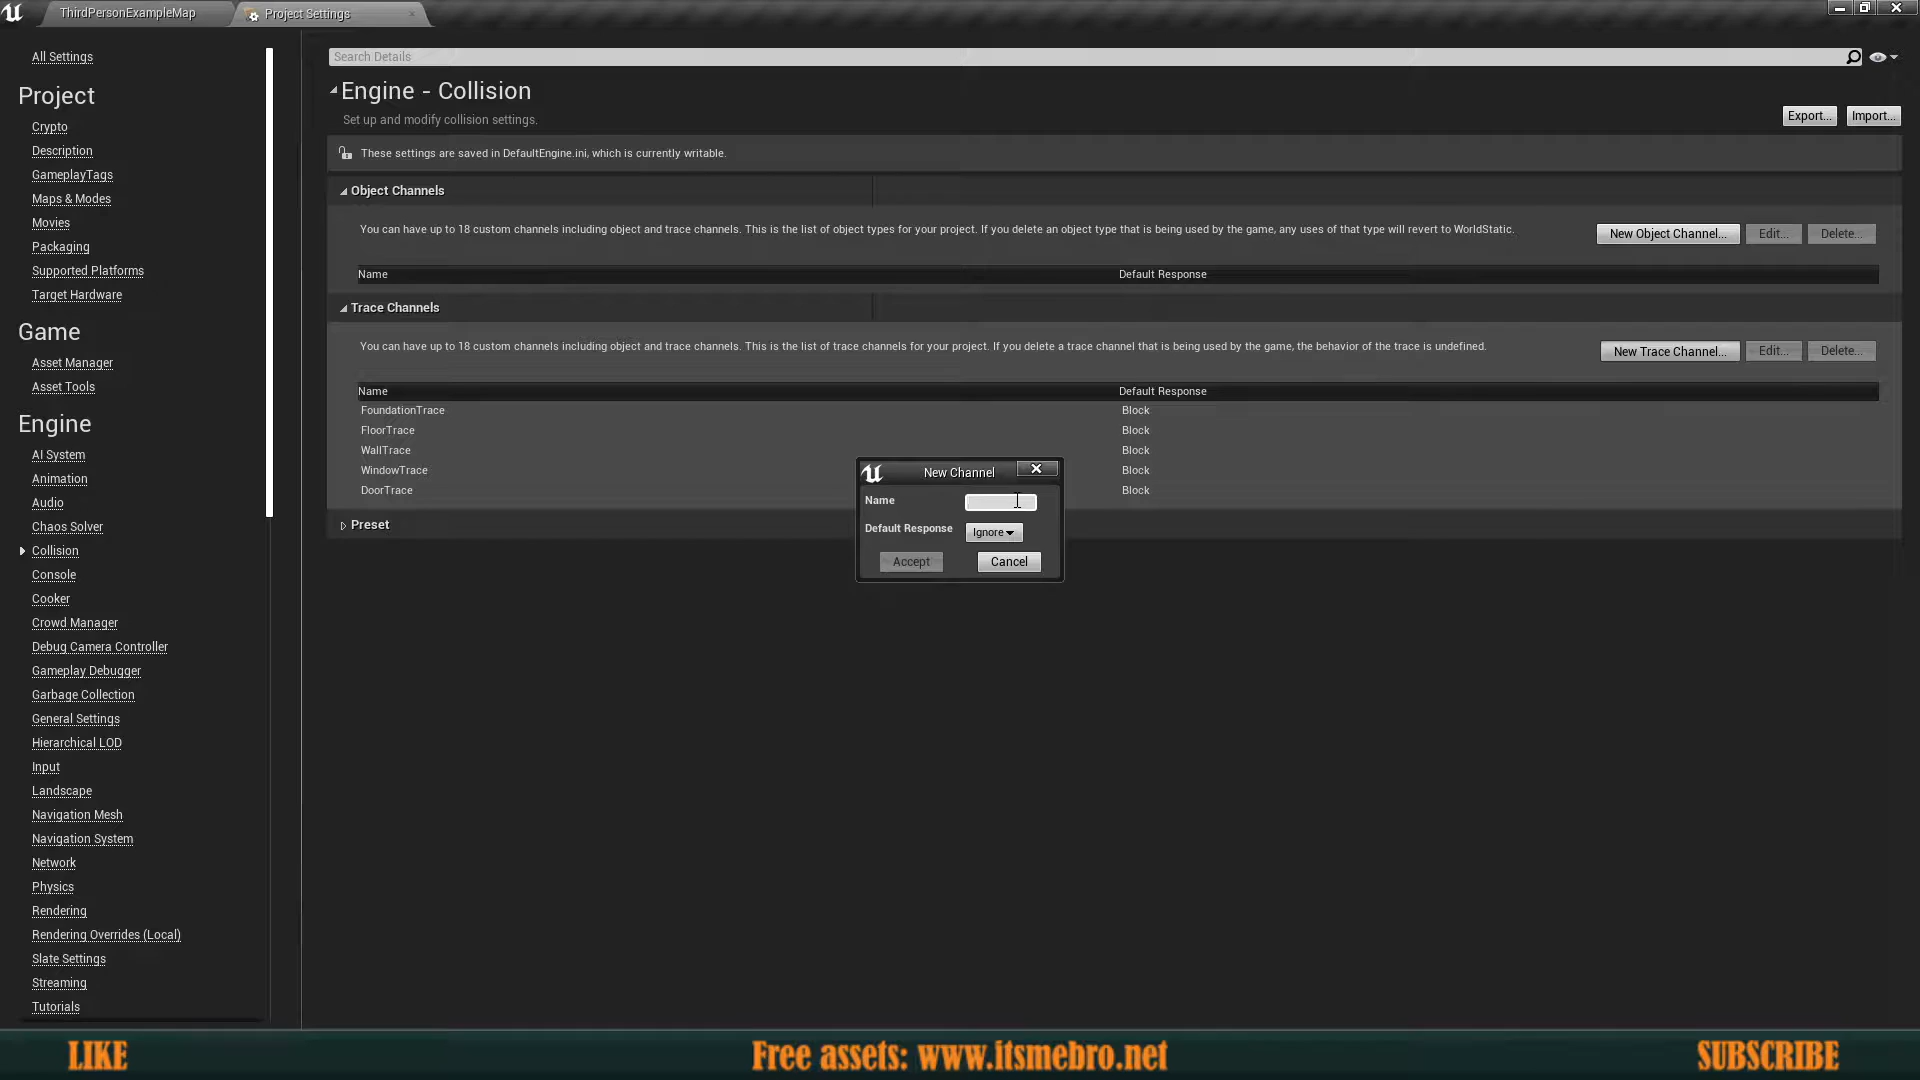 ThirdPersonExampleMap
Project Settings
All Settings
Project
Crypto
Description
GameplayTags
Maps & Modes
Movies
Packaging
Supported Platforms
Target Hardware
Game
Asset Manager
Asset Tools
Engine
AI System
Animation
Audio
Chaos Solver
Collision
Console
Cooker
Crowd Manager
Debug Camera Controller
Gameplay Debugger
Garbage Collection
General Settings
Hierarchical LOD
Input
Landscape
Navigation Mesh
Navigation System
Network
Physics
Rendering
Rendering Overrides (Local)
Slate Settings
Streaming
Tutorials
Search Details
Engine - Collision
Set up and modify collision settings.
Export... Import...
These settings are saved in DefaultEngine.ini, which is currently writable.
Object Channels
You can have up to 18 custom channels including object and trace channels. This is the list of object types for your project. If you delete an object type that is being used by the game, any uses of that type will revert to WorldStatic.
New Object Channel... Edit... Delete...
Name Default Response
Trace Channels
You can have up to 18 custom channels including object and trace channels. This is the list of trace channels for your project. If you delete a trace channel that is being used by the game, the behavior of the trace is undefined.
New Trace Channel... Edit... Delete...
Name Default Response
FoundationTrace Block
FloorTrace Block
WallTrace Block
WindowTrace Block
DoorTrace Block
Preset
New Channel
Name
Default Response Ignore
Accept Cancel
LIKE
Free assets: www.itsmebro.net
SUBSCRIBE